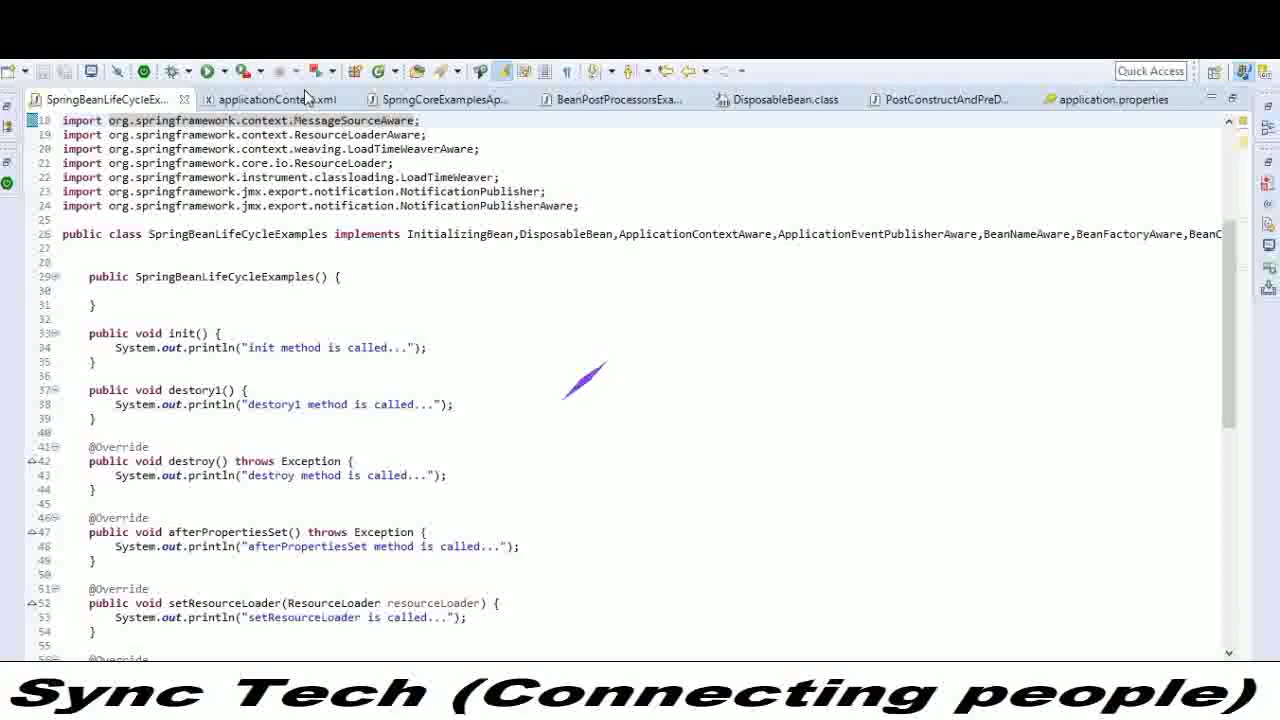 Quick Access
SpringBeanLifeCycleEx... applicationContext.xml SpringCoreExamplesAp... BeanPostProcessorsExa... DisposableBean.class PostConstructAndPreD... application.properties
18 import org.springframework.context.MessageSourceAware;
19 import org.springframework.context.ResourceLoaderAware;
20 import org.springframework.context.weaving.LoadTimeWeaverAware;
21 import org.springframework.core.io.ResourceLoader;
22 import org.springframework.instrument.classloading.LoadTimeWeaver;
23 import org.springframework.jmx.export.notification.NotificationPublisher;
24 import org.springframework.jmx.export.notification.NotificationPublisherAware;
25
26 public class SpringBeanLifeCycleExamples implements InitializingBean,DisposableBean,ApplicationContextAware,ApplicationEventPublisherAware,BeanNameAware,BeanFactoryAware,BeanC
27
28
29 public SpringBeanLifeCycleExamples() {
30
31 }
32
33 public void init() {
34 System.out.println("init method is called...");
35 }
36
37 public void destory1() {
38 System.out.println("destory1 method is called...");
39 }
40
41 @Override
42 public void destroy() throws Exception {
43 System.out.println("destroy method is called...");
44 }
45
46 @Override
47 public void afterPropertiesSet() throws Exception {
48 System.out.println("afterPropertiesSet method is called...");
49 }
50
51 @Override
52 public void setResourceLoader(ResourceLoader resourceLoader) {
53 System.out.println("setResourceLoader is called...");
54 }
55
56 @Override
Sync Tech (Connecting people)